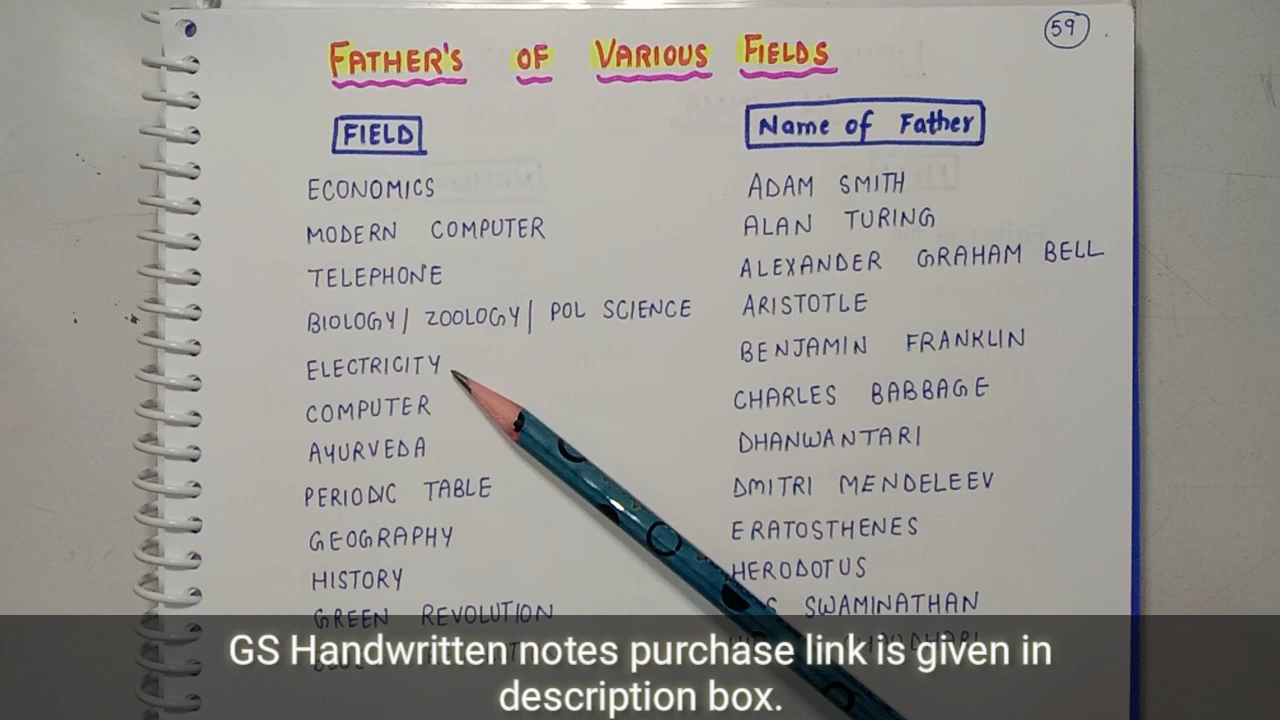 59
FATHER'S OF VARIOUS FIELDS
FIELD Name of Father
ECONOMICS ADAM SMITH
MODERN COMPUTER ALAN TURING
TELEPHONE ALEXANDER GRAHAM BELL
BIOLOGY/ ZOOLOGY/ POL SCIENCE ARISTOTLE
ELECTRICITY BENJAMIN FRANKLIN
COMPUTER CHARLES BABBAGE
AYURVEDA DHANWANTARI
PERIODIC TABLE DMITRI MENDELEEV
GEOGRAPHY ERATOSTHENES
HISTORY HERODOTUS
GREEN REVOLUTION S SWAMINATHAN
GS Handwritten notes purchase link is given in
description box.